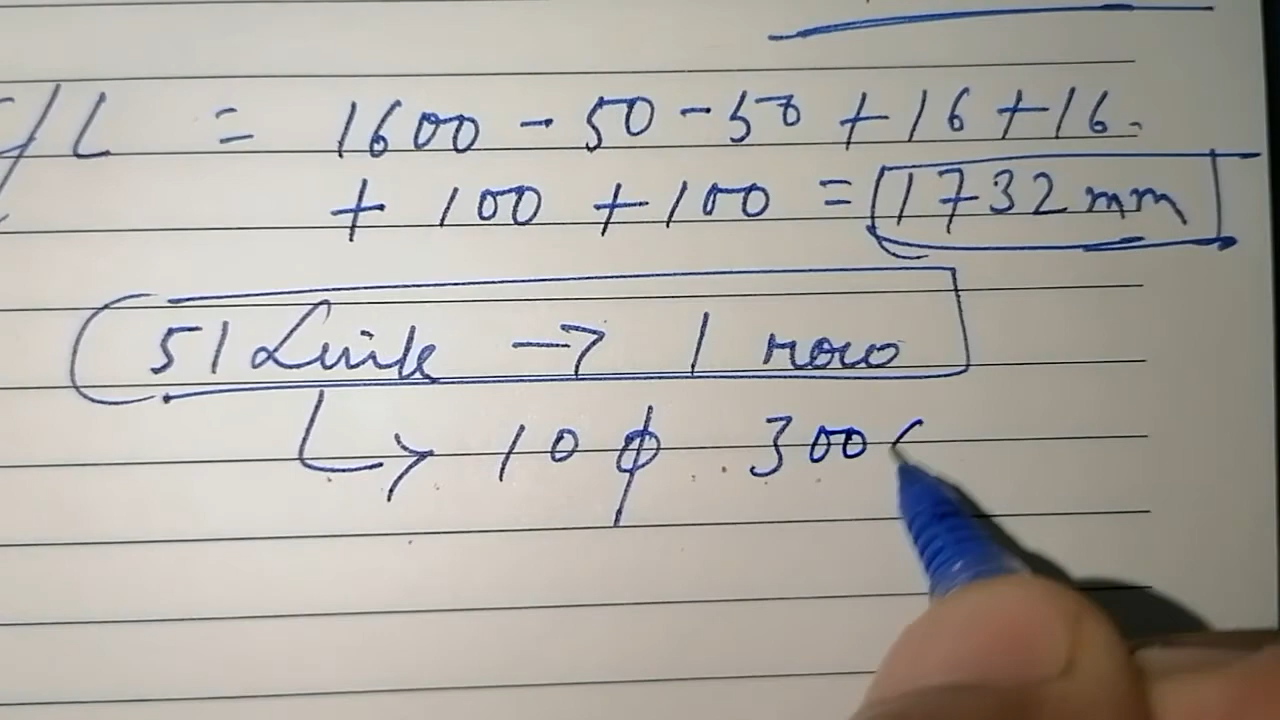 /L = 1600 - 50 - 50 + 16 + 16.
+ 100 + 100 = 1732 mm
51 Link → 1 row
↳ 10 ϕ 300